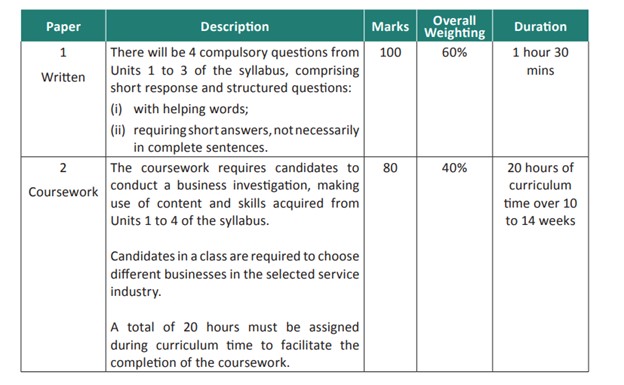 Paper Description Marks Overall Weighting Duration
1 Written
There will be 4 compulsory questions from
Units 1 to 3 of the syllabus, comprising
short response and structured questions:
(i) with helping words;
(ii) requiring short answers, not necessarily
in complete sentences.
100
60%
1 hour 30
mins
2
Coursework
The coursework requires candidates to
conduct a business investigation, making
use of content and skills acquired from
Units 1 to 4 of the syllabus.
Candidates in a class are required to choose
different businesses in the selected service
industry.
A total of 20 hours must be assigned
during curriculum time to facilitate the
completion of the coursework.
80
40%
20 hours of
curriculum
time over 10
to 14 weeks